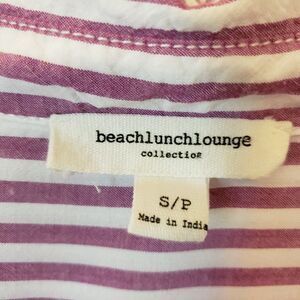 beachlunchlounge
collection
S/P
Made in India